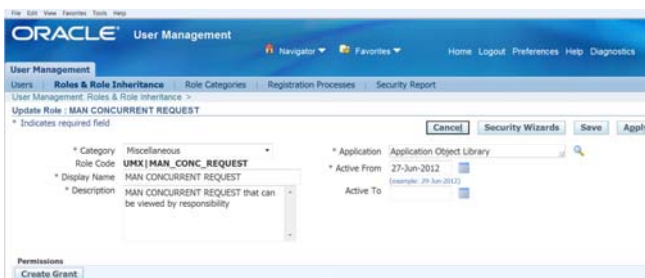 File Edit View Favorites Tools Help
ORACLE User Management
Navigator Favorites Home Logout Preferences Help Diagnostics
User Management
Users Roles & Role Inheritance Role Categories Registration Processes Security Report
User Management: Roles & Role Inheritance >
Update Role : MAN CONCURRENT REQUEST
* Indicates required field
Cancel Security Wizards Save Apply
* Category Miscellaneous * Application Application Object Library
Role Code UMX|MAN_CONC_REQUEST * Active From 27-Jun-2012
* Display Name MAN CONCURRENT REQUEST (example: 29-Jun-2012)
* Description MAN CONCURRENT REQUEST that can Active To
be viewed by responsibility
Permissions
Create Grant